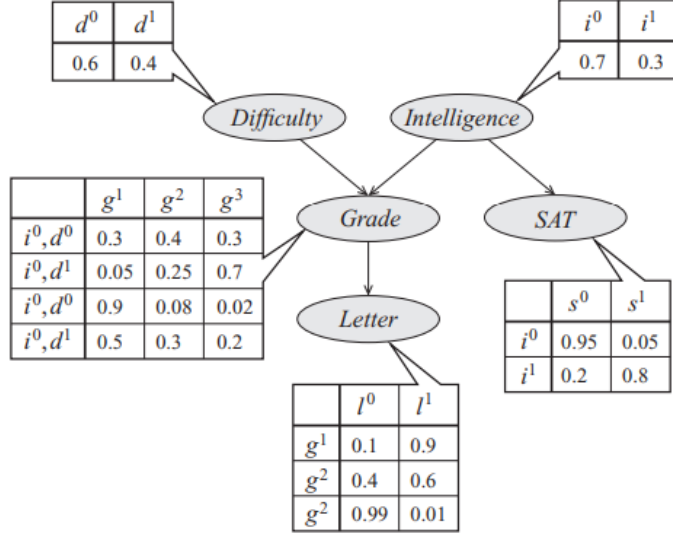 d⁰ d¹
0.6 0.4
i⁰ i¹
0.7 0.3
Difficulty
Intelligence
g¹ g² g³
i⁰,d⁰ 0.3 0.4 0.3
i⁰,d¹ 0.05 0.25 0.7
i⁰,d⁰ 0.9 0.08 0.02
i⁰,d¹ 0.5 0.3 0.2
Grade
SAT
Letter
s⁰ s¹
i⁰ 0.95 0.05
i¹ 0.2 0.8
l⁰ l¹
g¹ 0.1 0.9
g² 0.4 0.6
g² 0.99 0.01